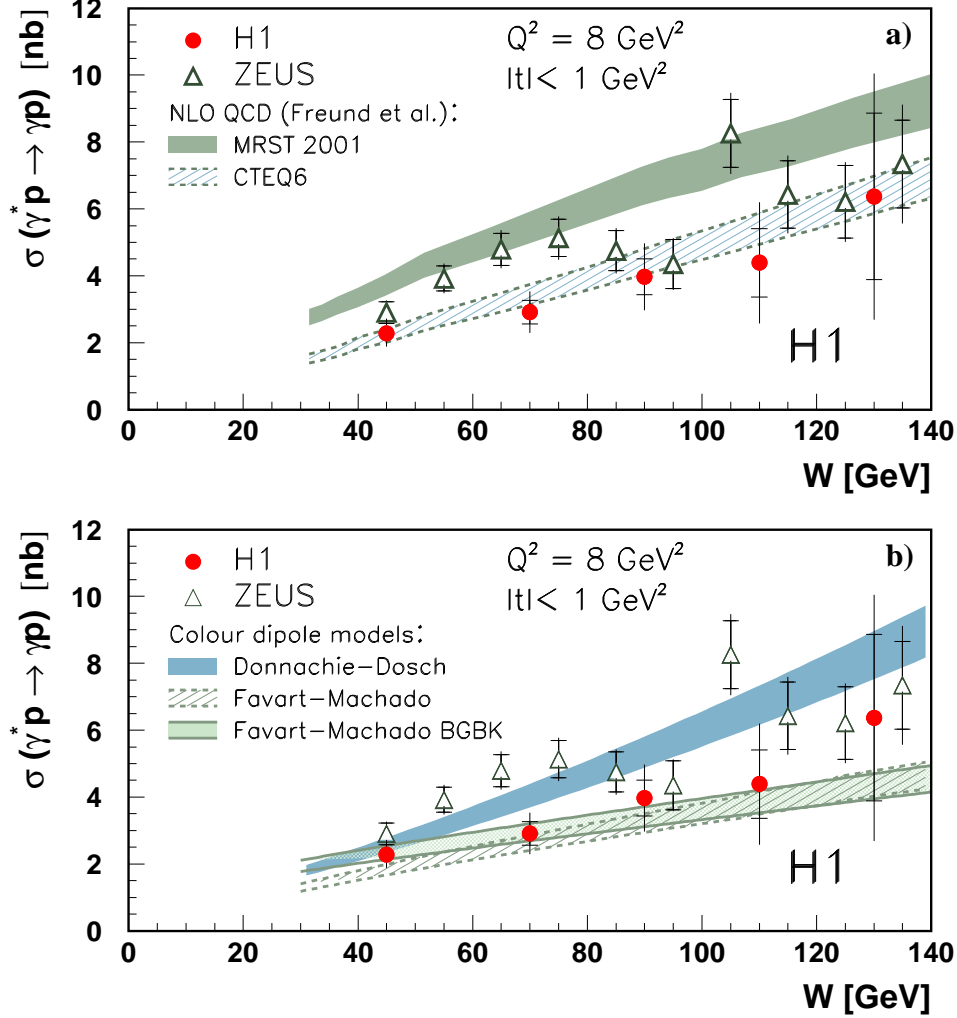 σ (γ* p → γp) [nb]
12
10
8
6
4
2
0
a)
H1
ZEUS
Q² = 8 GeV²
|t|< 1 GeV²
NLO QCD (Freund et al.):
MRST 2001
CTEQ6
H1
0 20 40 60 80 100 120 140
W [GeV]
σ (γ* p → γp) [nb]
12
10
8
6
4
2
0
b)
H1
ZEUS
Q² = 8 GeV²
|t|< 1 GeV²
Colour dipole models:
Donnachie–Dosch
Favart–Machado
Favart–Machado BGBK
H1
0 20 40 60 80 100 120 140
W [GeV]